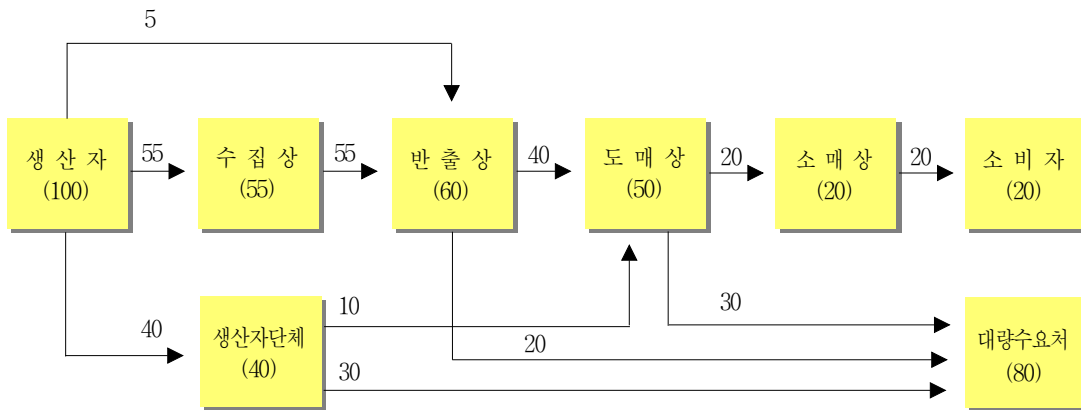 5
생 산 자
(100)
55
수 집 상
(55)
55
반 출 상
(60)
40
도 매 상
(50)
20
소 매 상
(20)
20
소 비 자
(20)
40
생산자단체
(40)
10
30
20
30
대량수요처
(80)